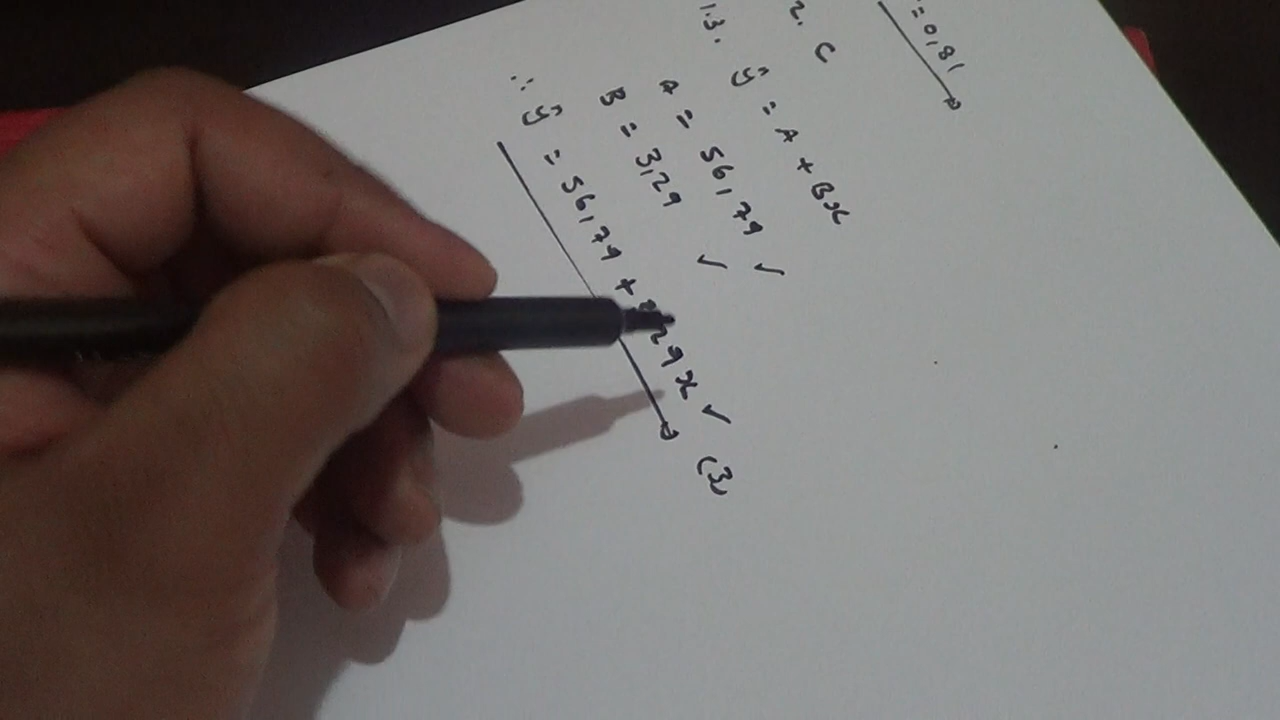 = 0,81
2. C
1.3. ŷ = A + Bx
A = 56,79 ✓
B = 3,29 ✓
∴ ŷ = 56,79 + 3,29x ✓ (3)